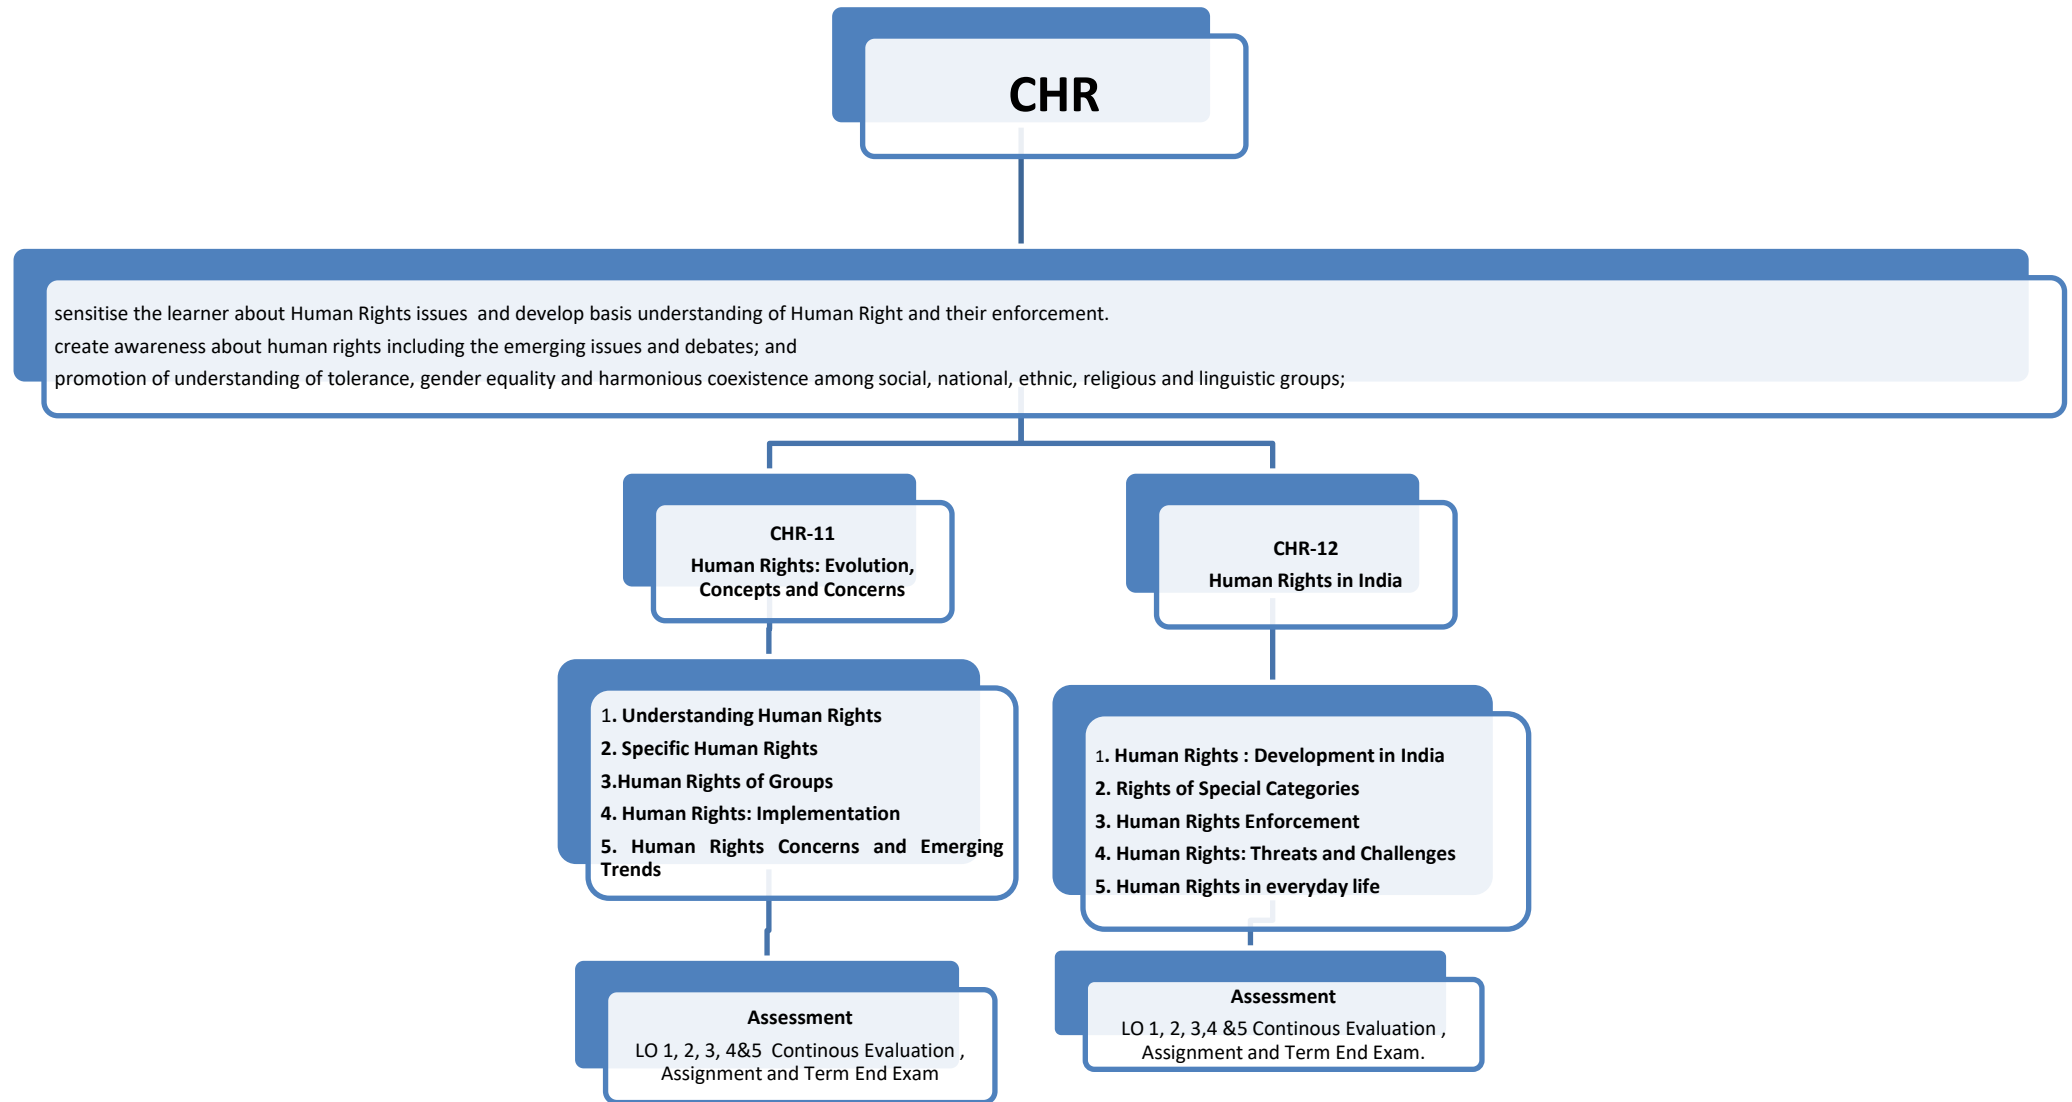 CHR
sensitise the learner about Human Rights issues  and develop basis understanding of Human Right and their enforcement.
create awareness about human rights including the emerging issues and debates; and
promotion of understanding of tolerance, gender equality and harmonious coexistence among social, national, ethnic, religious and linguistic groups;
CHR-11
Human Rights: Evolution,
Concepts and Concerns
1. Understanding Human Rights
2. Specific Human Rights
3.Human Rights of Groups
4. Human Rights: Implementation
5. Human Rights Concerns and Emerging
Trends
Assessment
LO 1, 2, 3, 4&5  Continous Evaluation ,
Assignment and Term End Exam
CHR-12
Human Rights in India
1. Human Rights : Development in India
2. Rights of Special Categories
3. Human Rights Enforcement
4. Human Rights: Threats and Challenges
5. Human Rights in everyday life
Assessment
LO 1, 2, 3,4 &5 Continous Evaluation ,
Assignment and Term End Exam.